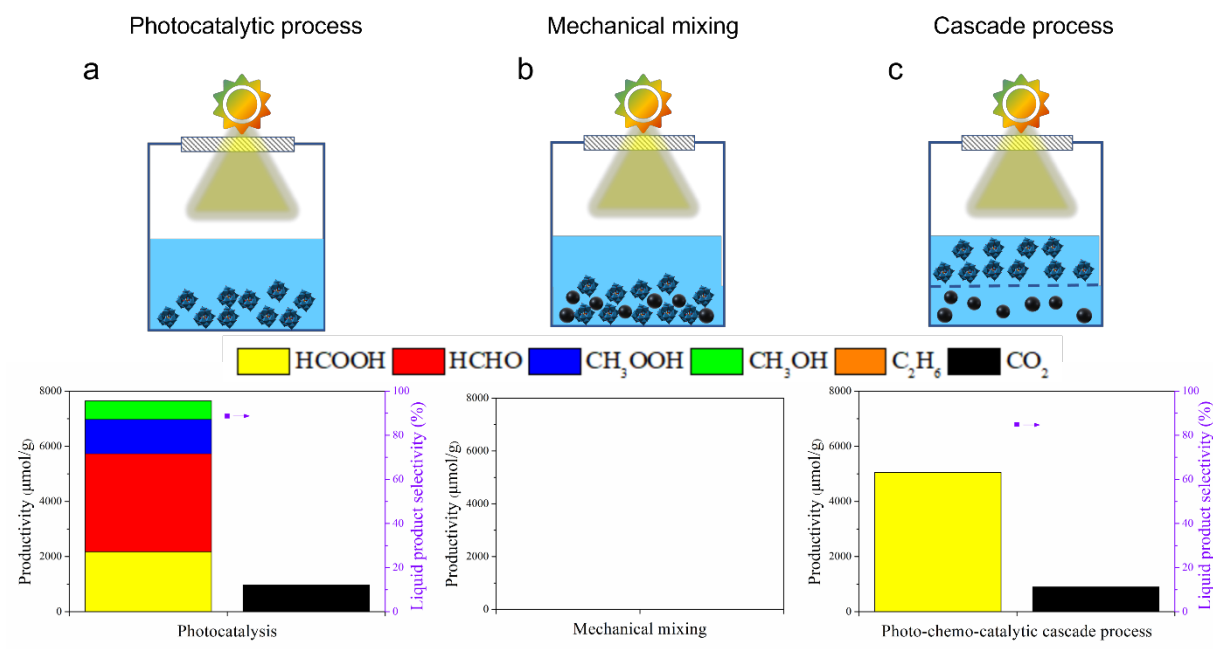 Photocatalytic process
Mechanical mixing
Cascade process
a
b
c
HCOOH HCHO CH₃OOH CH₃OH C₂H₆ CO₂
8000
6000
4000
2000
0
Productivity (μmol/g)
100
80
60
40
20
0
Liquid product selectivity (%)
Photocatalysis
8000
6000
4000
2000
0
Productivity (μmol/g)
Mechanical mixing
8000
6000
4000
2000
0
Productivity (μmol/g)
100
80
60
40
20
0
Liquid product selectivity (%)
Photo-chemo-catalytic cascade process